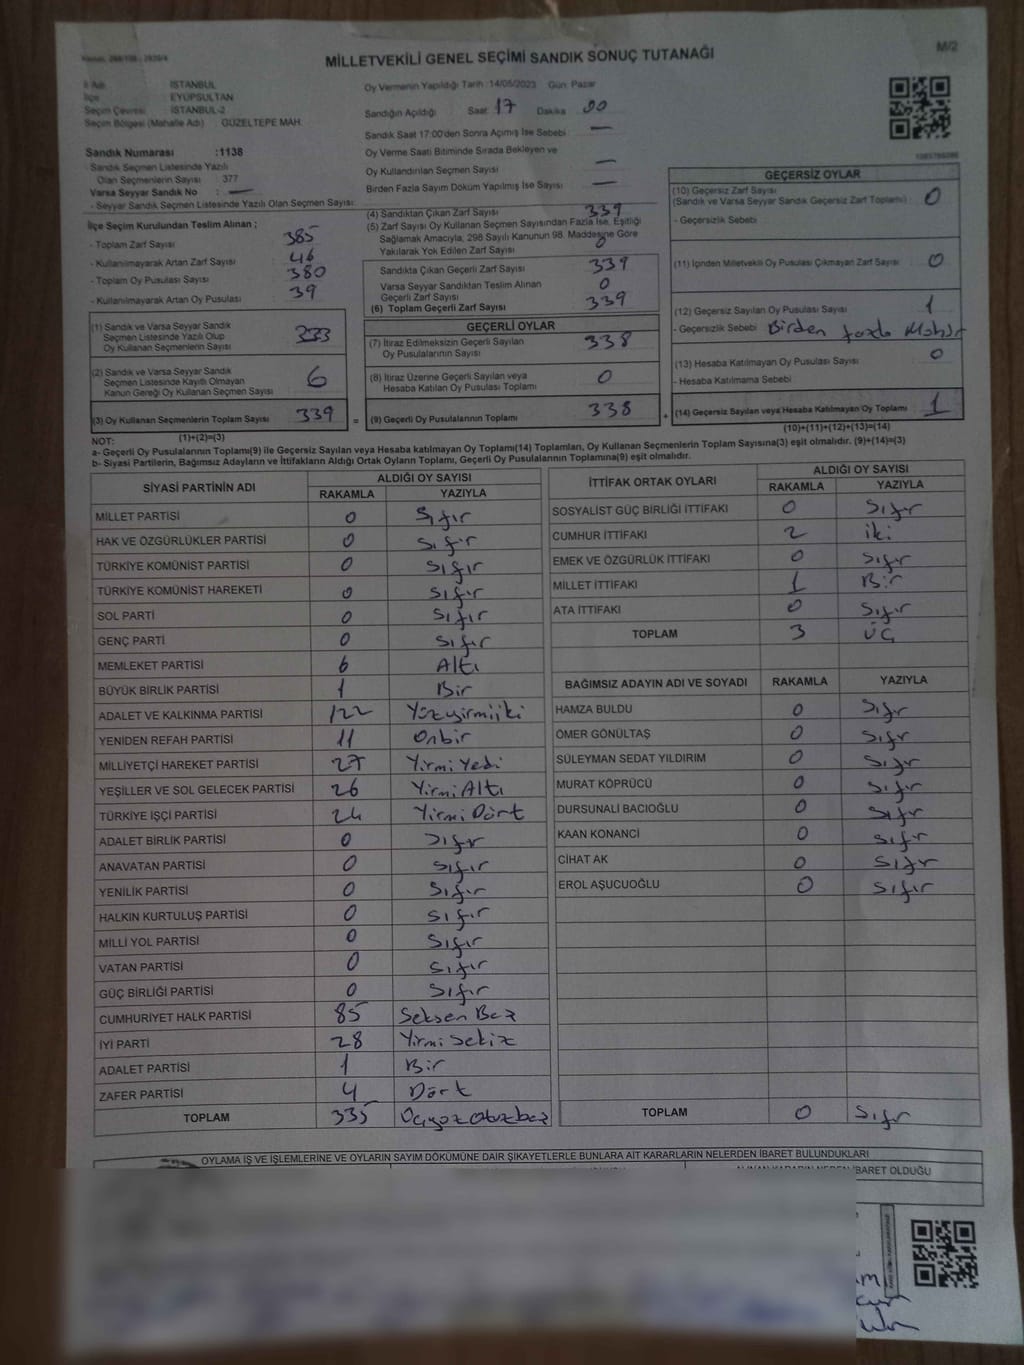 M/2
MİLLETVEKİLİ GENEL SEÇİMİ SANDIK SONUÇ TUTANAĞI
İl Adı : İSTANBUL
İlçe : EYÜPSULTAN
Seçim Çevresi : İSTANBUL-2
Seçim Bölgesi (Mahalle Adı) : GÜZELTEPE MAH.
Sandık Numarası :1138
- Sandık Seçmen Listesinde Yazılı
Olan Seçmenlerin Sayısı : 377
Varsa Seyyar Sandık No : —
- Seyyar Sandık Seçmen Listesinde Yazılı Olan Seçmen Sayısı:
Oy Vermenin Yapıldığı Tarih :14/05/2023 Gün: Pazar
Sandığın Açıldığı Saat: 17 Dakika 00
Sandık Saat 17:00'den Sonra Açımış İse Sebebi —
Oy Verme Saati Bitiminde Sırada Bekleyen ve
Oy Kullandırılan Seçmen Sayısı —
Birden Fazla Sayım Döküm Yapılmış İse Sayısı —
İlçe Seçim Kurulundan Teslim Alınan ;
- Toplam Zarf Sayısı 385
- Kullanılmayarak Artan Zarf Sayısı 46
- Toplam Oy Pusulası 380
- Kullanılmayarak Artan Oy Pusulası 39
(4) Sandıktan Çıkan Zarf Sayısı 339
(5) Zarf Sayısı Oy Kullanan Seçmen Sayısından Fazla İse, Eşitliği
Sağlamak Amacıyla, 298 Sayılı Kanunun 98. Maddesine Göre
Yakılarak Yok Edilen Zarf Sayısı 0
Sandıkta Çıkan Geçerli Zarf Sayısı 339
Varsa Seyyar Sandıktan Teslim Alınan
Geçerli Zarf Sayısı 0
(6) Toplam Geçerli Zarf Sayısı 339
GEÇERSİZ OYLAR
(10) Geçersiz Zarf Sayısı 0
(Sandık ve Varsa Seyyar Sandık Geçersiz Zarf Toplamı)
- Geçersizlik Sebebi
(11) İçinden Milletvekili Oy Pusulası Çıkmayan Zarf Sayısı 0
(12) Geçersiz Sayılan Oy Pusulası Sayısı 1
- Geçersizlik Sebebi Birden fazla Mühür
(13) Hesaba Katılmayan Oy Pusulası Sayısı 0
- Hesaba Katılmama Sebebi
(14) Geçersiz Sayılan veya Hesaba Katılmayan Oy Toplamı 1
(10)+(11)+(12)+(13)=(14)
(1) Sandık ve Varsa Seyyar Sandık
Seçmen Listesinde Yazılı Olup
Oy Kullanan Seçmenlerin Sayısı 333
(2) Sandık ve Varsa Seyyar Sandık
Seçmen Listesinde Kayıtlı Olmayan
Kanun Gereği Oy Kullanan Seçmen Sayısı 6
(3) Oy Kullanan Seçmenlerin Toplam Sayısı 339 =
(1)+(2)=(3)
GEÇERLİ OYLAR
(7) İtiraz Edilmeksizin Geçerli Sayılan
Oy Pusulalarının Sayısı 338
(8) İtiraz Üzerine Geçerli Sayılan veya
Hesaba Katılan Oy Pusulası Toplamı 0
(9) Geçerli Oy Pusulalarının Toplamı 338 +
NOT:
a- Geçerli Oy Pusulalarının Toplamı(9) ile Geçersiz Sayılan veya Hesaba katılmayan Oy Toplamı(14) Toplamları, Oy Kullanan Seçmenlerin Toplam Sayısına(3) eşit olmalıdır. (9)+(14)=(3)
b- Siyasi Partilerin, Bağımsız Adayların ve İttifakların Aldığı Ortak Oyların Toplamı, Geçerli Oy Pusulalarının Toplamına(9) eşit olmalıdır.
SİYASİ PARTİNİN ADI ALDIĞI OY SAYISI
RAKAMLA YAZIYLA
MİLLET PARTİSİ 0 Sıfır
HAK VE ÖZGÜRLÜKLER PARTİSİ 0 Sıfır
TÜRKİYE KOMÜNİST PARTİSİ 0 Sıfır
TÜRKİYE KOMÜNİST HAREKETİ 0 Sıfır
SOL PARTİ 0 Sıfır
GENÇ PARTİ 0 Sıfır
MEMLEKET PARTİSİ 6 Altı
BÜYÜK BİRLİK PARTİSİ 1 Bir
ADALET VE KALKINMA PARTİSİ 122 Yüzyirmiiki
YENİDEN REFAH PARTİSİ 11 Onbir
MİLLİYETÇİ HAREKET PARTİSİ 27 Yirmi Yedi
YEŞİLLER VE SOL GELECEK PARTİSİ 26 Yirmi Altı
TÜRKİYE İŞÇİ PARTİSİ 24 Yirmi Dört
ADALET BİRLİK PARTİSİ 0 Sıfır
ANAVATAN PARTİSİ 0 Sıfır
YENİLİK PARTİSİ 0 Sıfır
HALKIN KURTULUŞ PARTİSİ 0 Sıfır
MİLLİ YOL PARTİSİ 0 Sıfır
VATAN PARTİSİ 0 Sıfır
GÜÇ BİRLİĞİ PARTİSİ 0 Sıfır
CUMHURİYET HALK PARTİSİ 85 Seksen Beş
İYİ PARTİ 28 Yirmi Sekiz
ADALET PARTİSİ 1 Bir
ZAFER PARTİSİ 4 Dört
TOPLAM 335 Üçyüz Otuzbeş
İTTİFAK ORTAK OYLARI ALDIĞI OY SAYISI
RAKAMLA YAZIYLA
SOSYALİST GÜÇ BİRLİĞİ İTTİFAKI 0 Sıfır
CUMHUR İTTİFAKI 2 iki
EMEK VE ÖZGÜRLÜK İTTİFAKI 0 Sıfır
MİLLET İTTİFAKI 1 Bir
ATA İTTİFAKI 0 Sıfır
TOPLAM 3 ÜÇ
BAĞIMSIZ ADAYIN ADI VE SOYADI RAKAMLA YAZIYLA
HAMZA BULDU 0 Sıfır
ÖMER GÖNÜLTAŞ 0 Sıfır
SÜLEYMAN SEDAT YILDIRIM 0 Sıfır
MURAT KÖPRÜCÜ 0 Sıfır
DURSUNALİ BACIOĞLU 0 Sıfır
KAAN KONANCİ 0 Sıfır
CİHAT AK 0 Sıfır
EROL AŞUCUOĞLU 0 Sıfır
TOPLAM 0 Sıfır
OYLAMA İŞ VE İŞLEMLERİNE VE OYLARIN SAYIM DÖKÜMÜNE DAİR ŞİKAYETLERLE BUNLARA AİT KARARLARIN NELERDEN İBARET BULUNDUKLARI
İBARET OLDUĞU